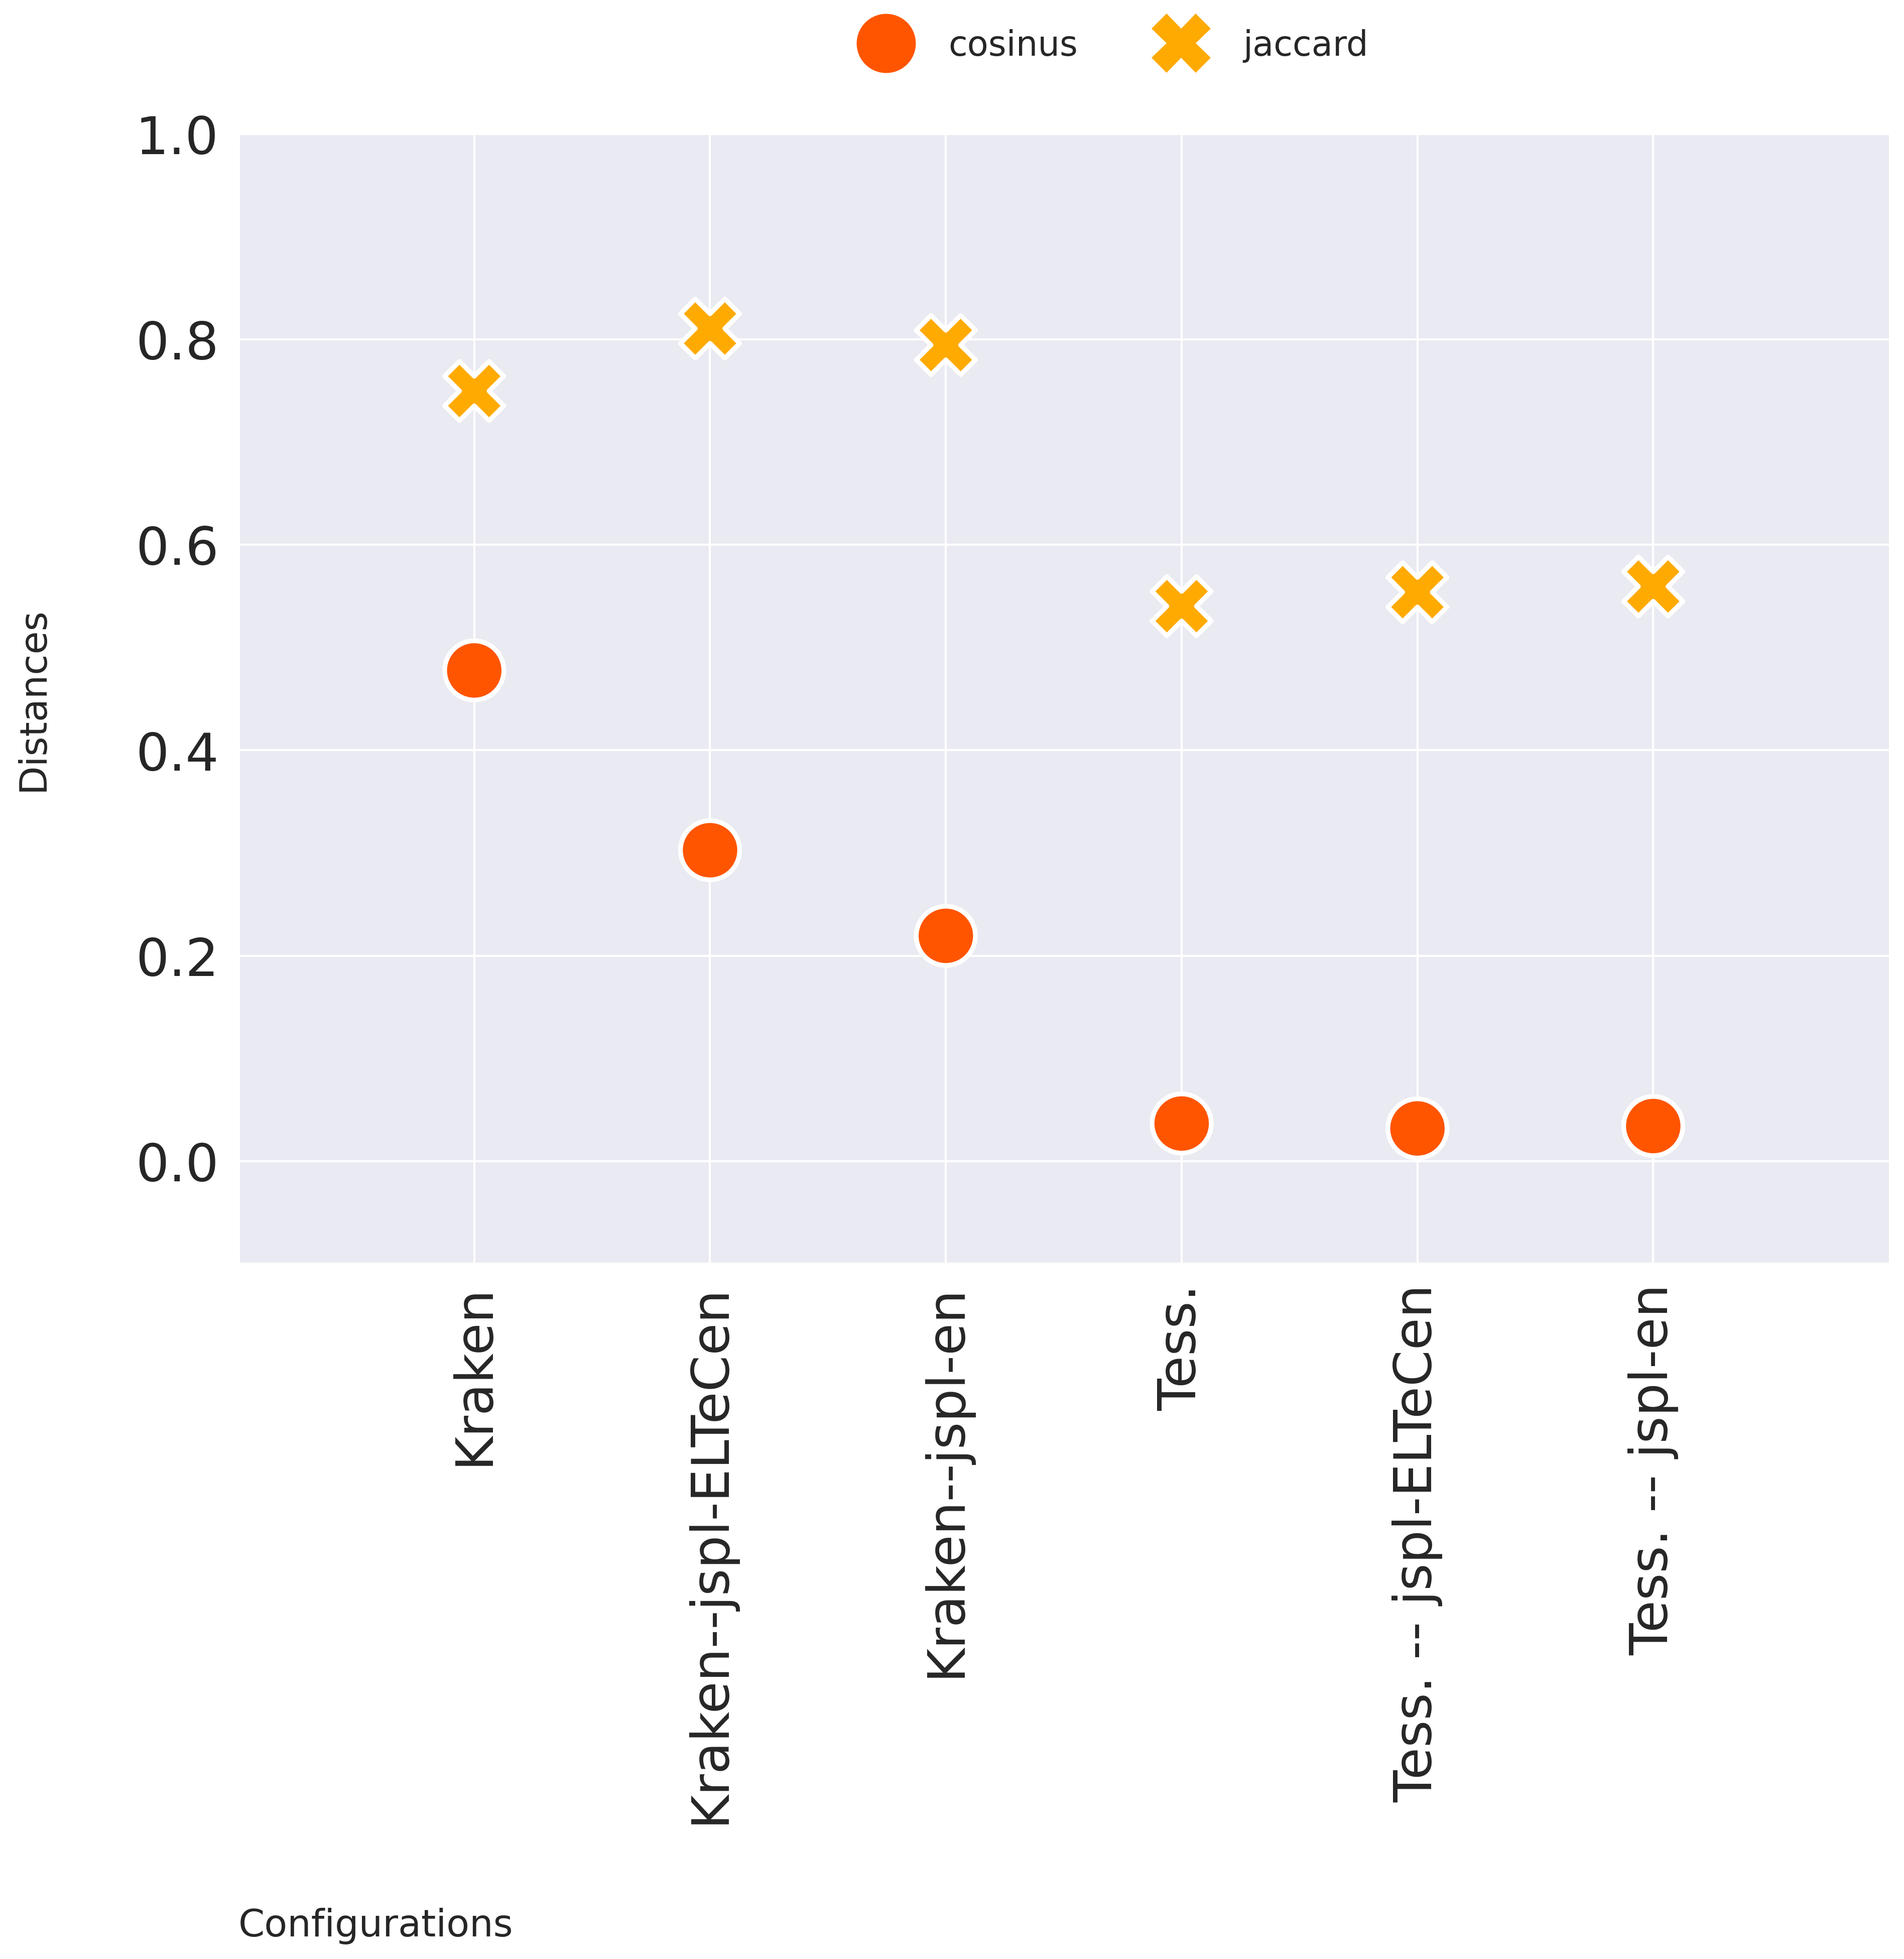 cosinus jaccard
1.0
0.8
0.6
0.4
0.2
0.0
Distances
Kraken
Kraken--jspl-ELTeCen
Kraken--jspl-en
Tess.
Tess. -- jspl-ELTeCen
Tess. -- jspl-en
Configurations